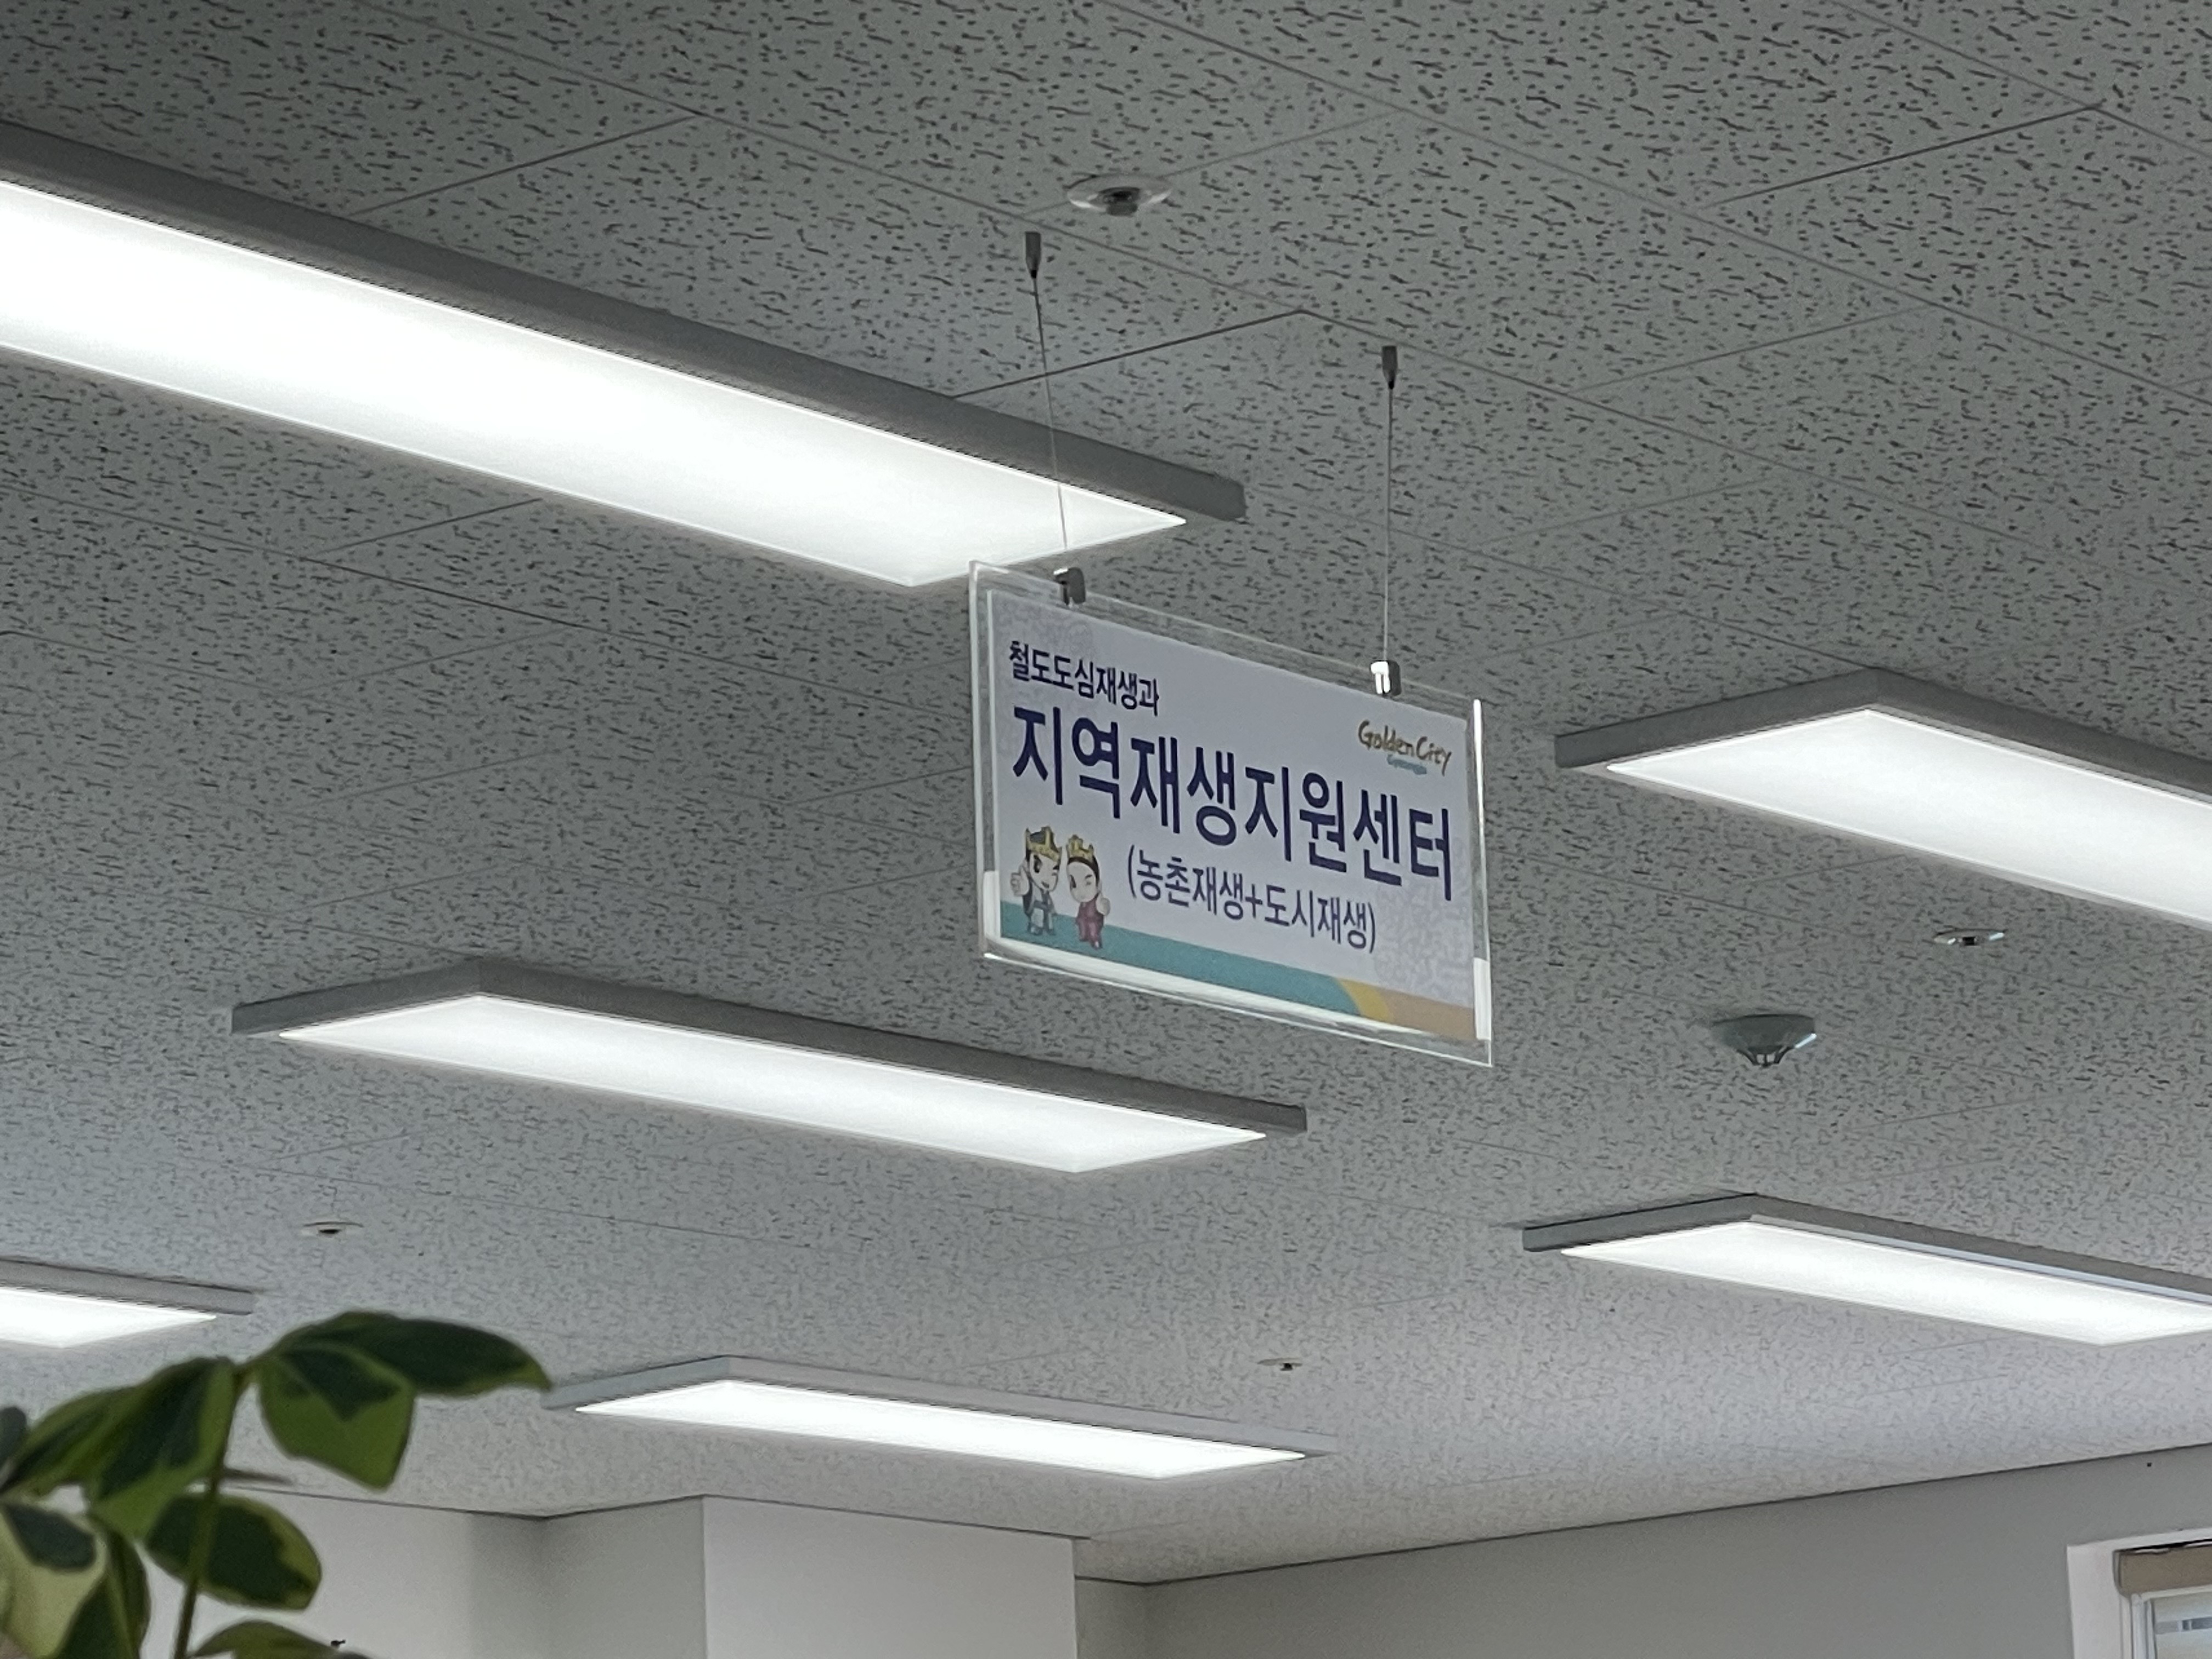 철도도심재생과
Golden City
Gyeongju
지역재생지원센터
(농촌재생+도시재생)